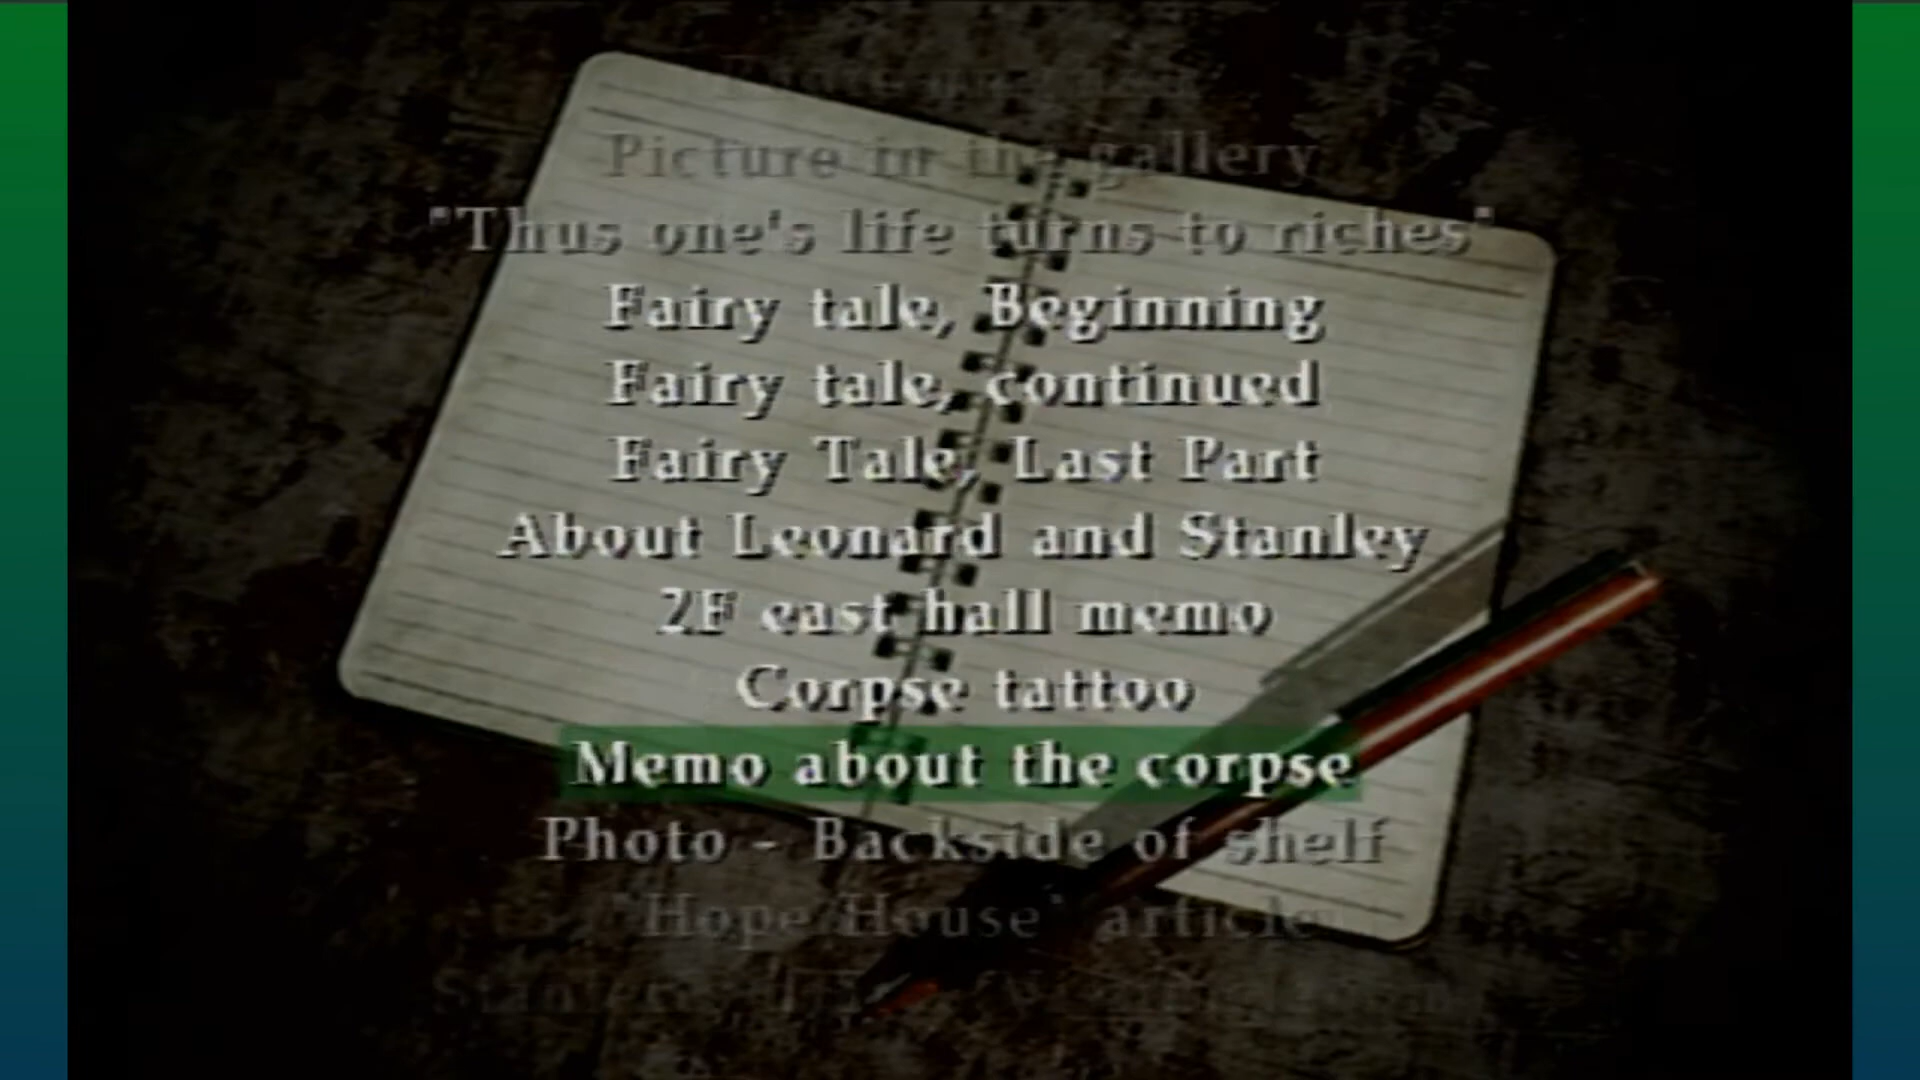 Picture in the gallery
"Thus one's life turns to riches"
Fairy tale, Beginning
Fairy tale, continued
Fairy Tale, Last Part
About Leonard and Stanley
2F east hall memo
Corpse tattoo
Memo about the corpse
Photo - Backside of shelf
"Hope House" article